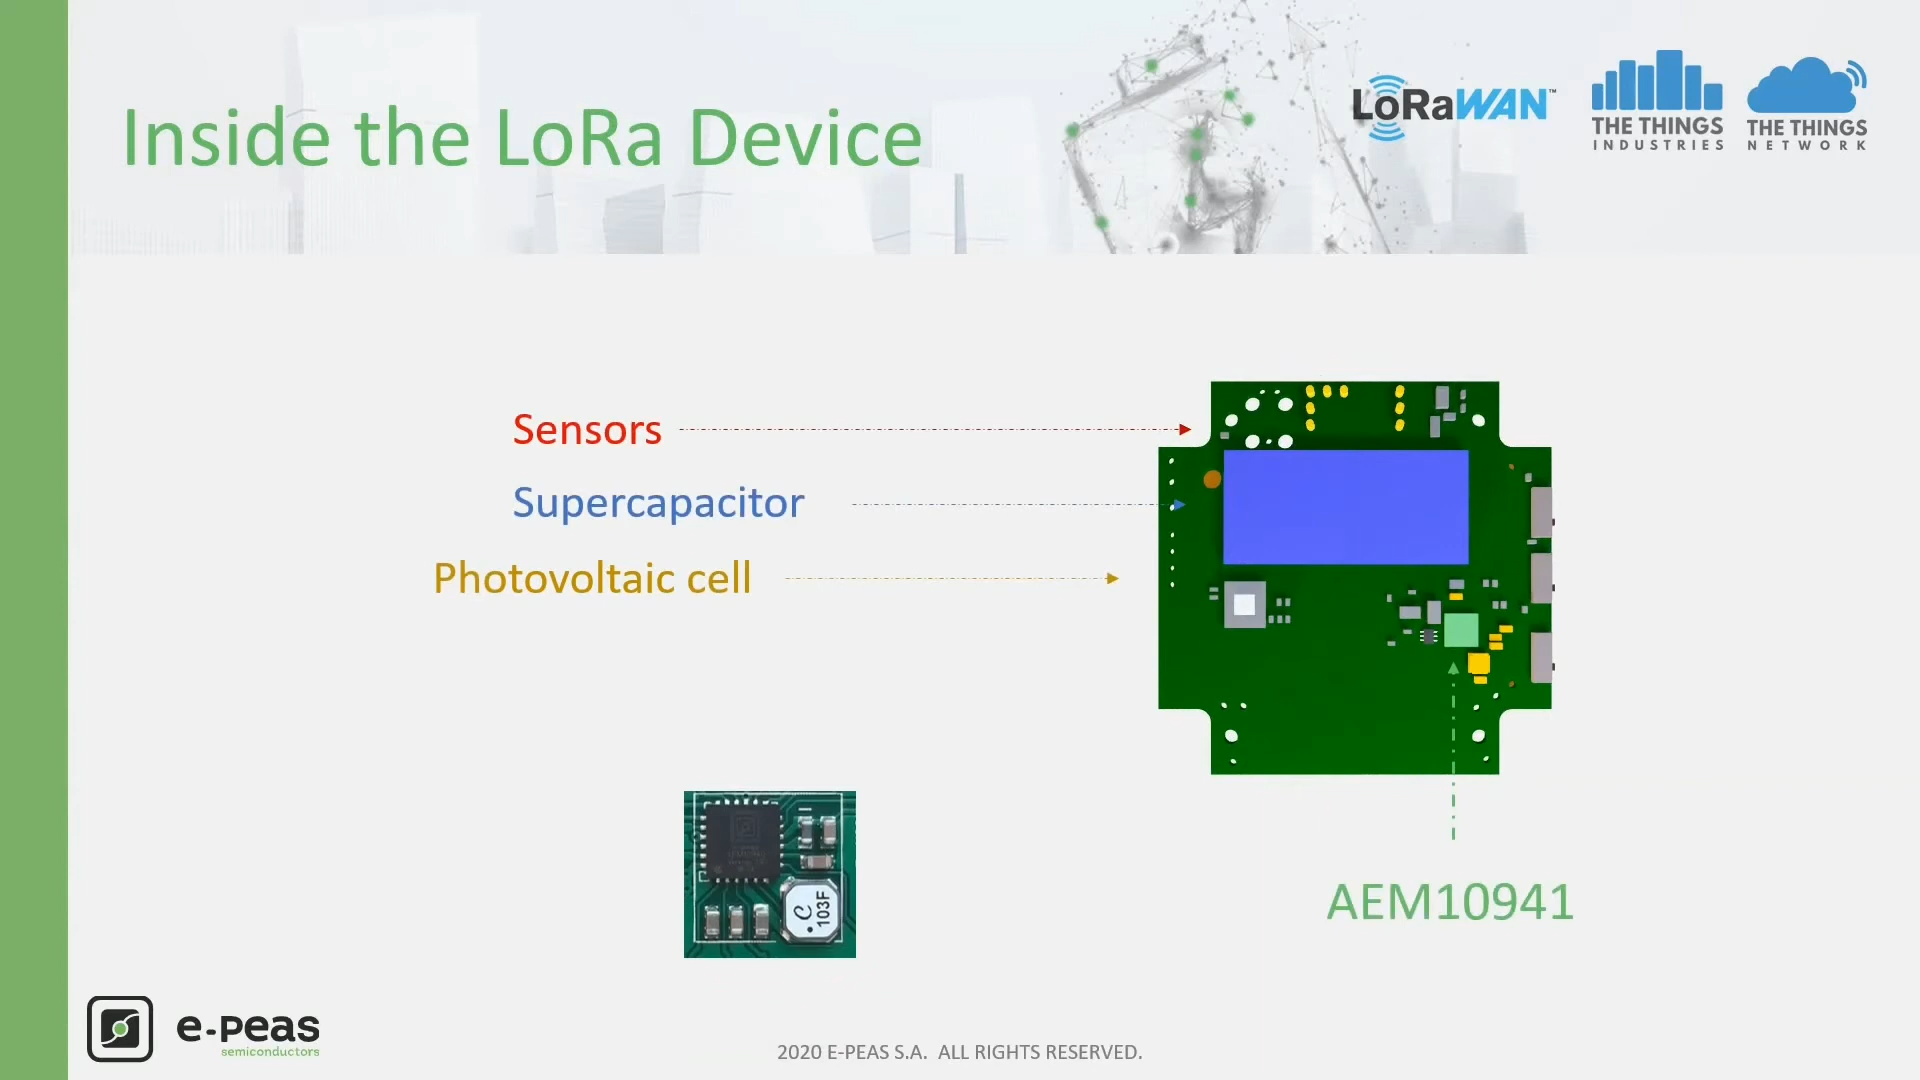 Inside the LoRa Device
LoRaWAN™
THE THINGS
INDUSTRIES
THE THINGS
NETWORK
Sensors
Supercapacitor
Photovoltaic cell
C
103F
AEM10941
e-peas
semiconductors
2020 E-PEAS S.A. ALL RIGHTS RESERVED.